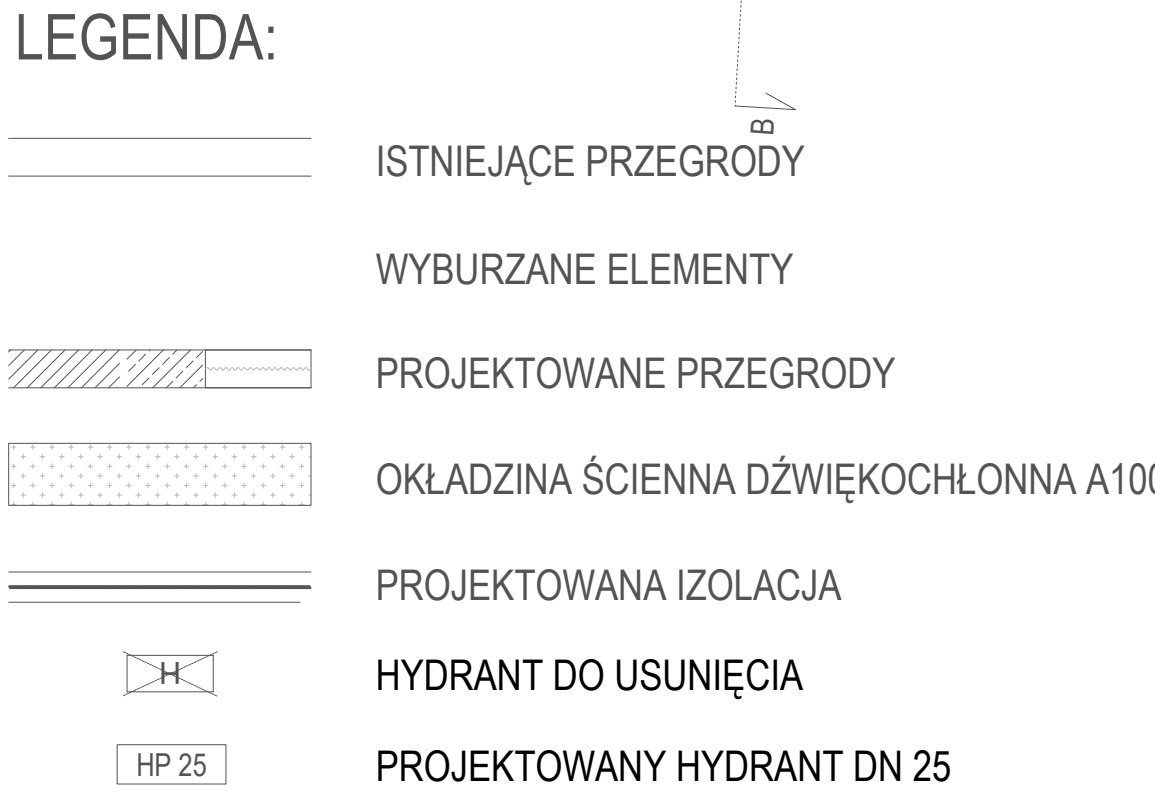 LEGENDA:
B
ISTNIEJĄCE PRZEGRODY
WYBURZANE ELEMENTY
PROJEKTOWANE PRZEGRODY
OKŁADZINA ŚCIENNA DŹWIĘKOCHŁONNA A100
PROJEKTOWANA IZOLACJA
H HYDRANT DO USUNIĘCIA
HP 25 PROJEKTOWANY HYDRANT DN 25